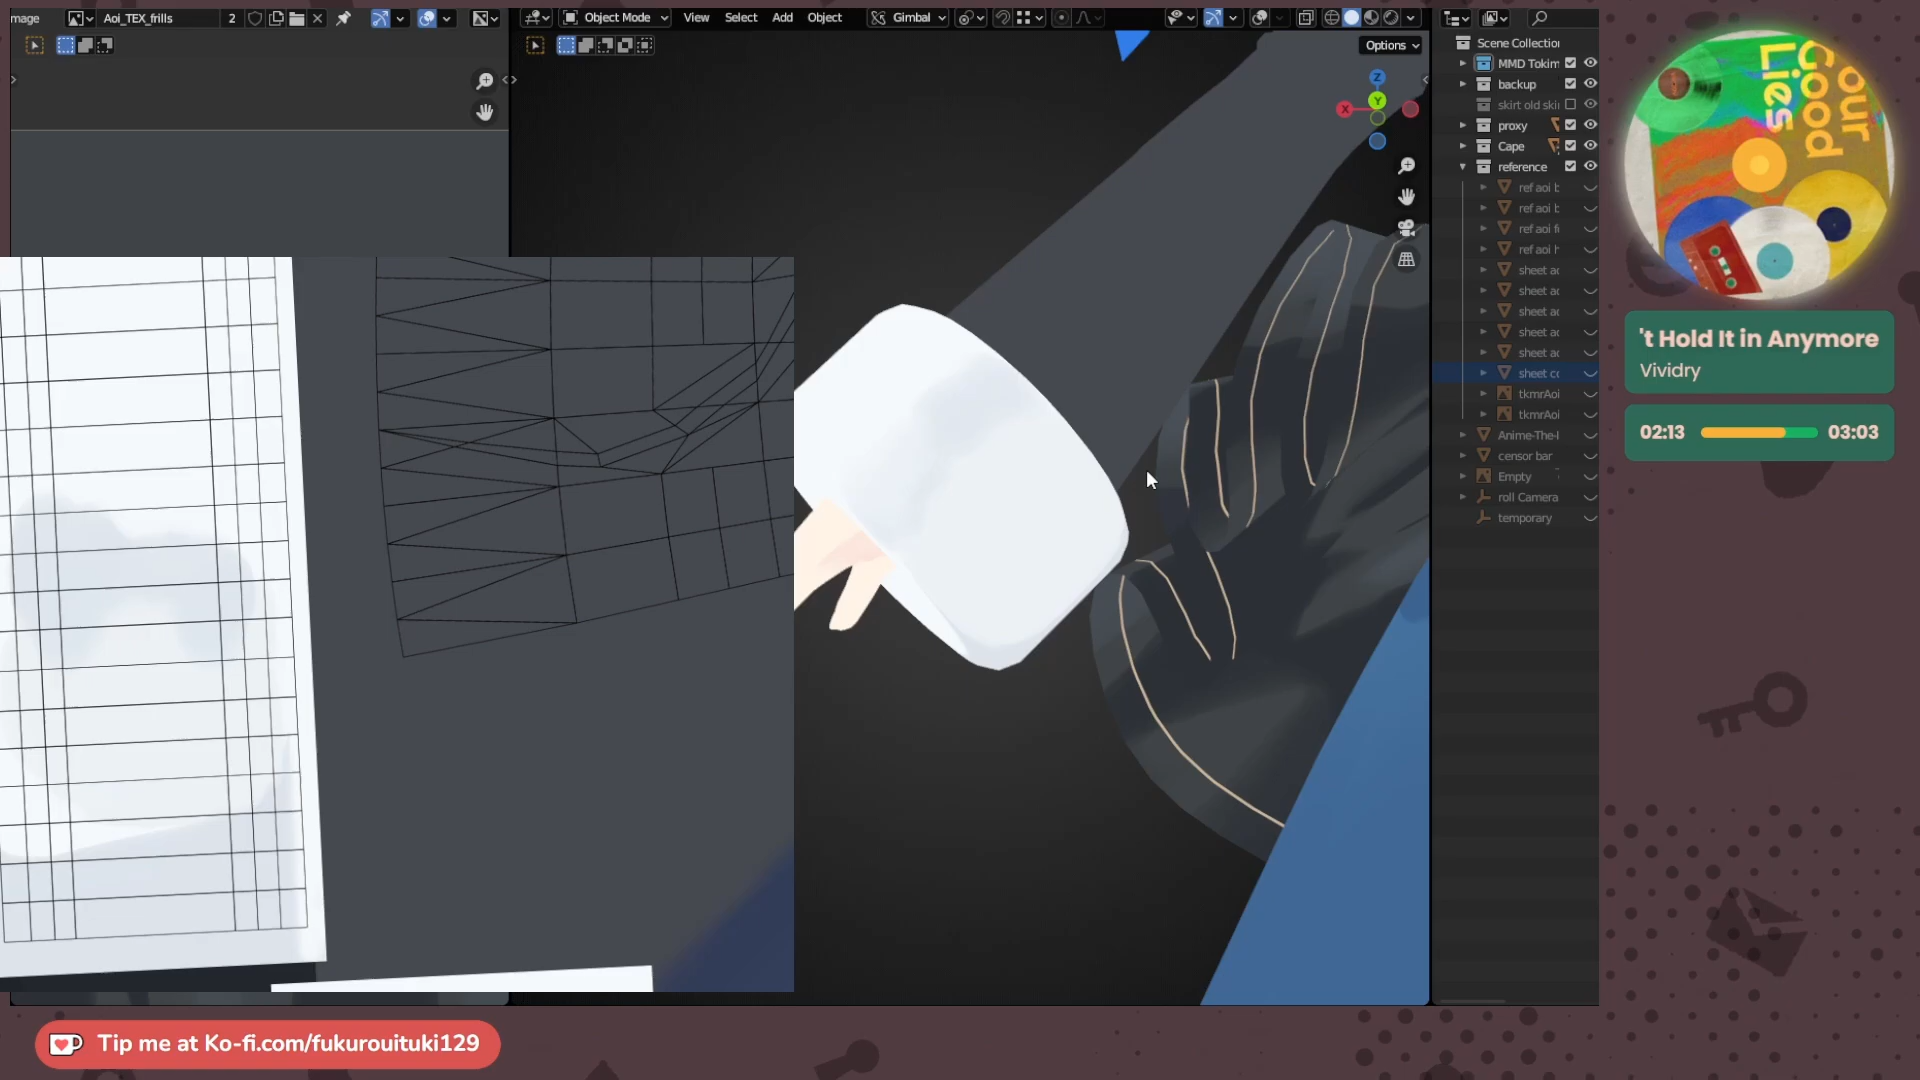 mage
Aoi_TEX_frills
2
Object Mode
View
Select
Add
Object
Gimbal
Options
Z
Y
X
Scene Collection
MMD Tokim
backup
skirt old ski
proxy
Cape
reference
ref aoi b
ref aoi b
ref aoi f
ref aoi h
sheet ac
sheet ac
sheet ac
sheet ac
sheet ac
sheet co
tkmrAoi
tkmrAoi
Anime-The-l
censor bar
Empty
roll Camera
temporary
Your
Good
Lies
't Hold It in Anymore
Vividry
02:13
03:03
Tip me at Ko-fi.com/fukurouituki129